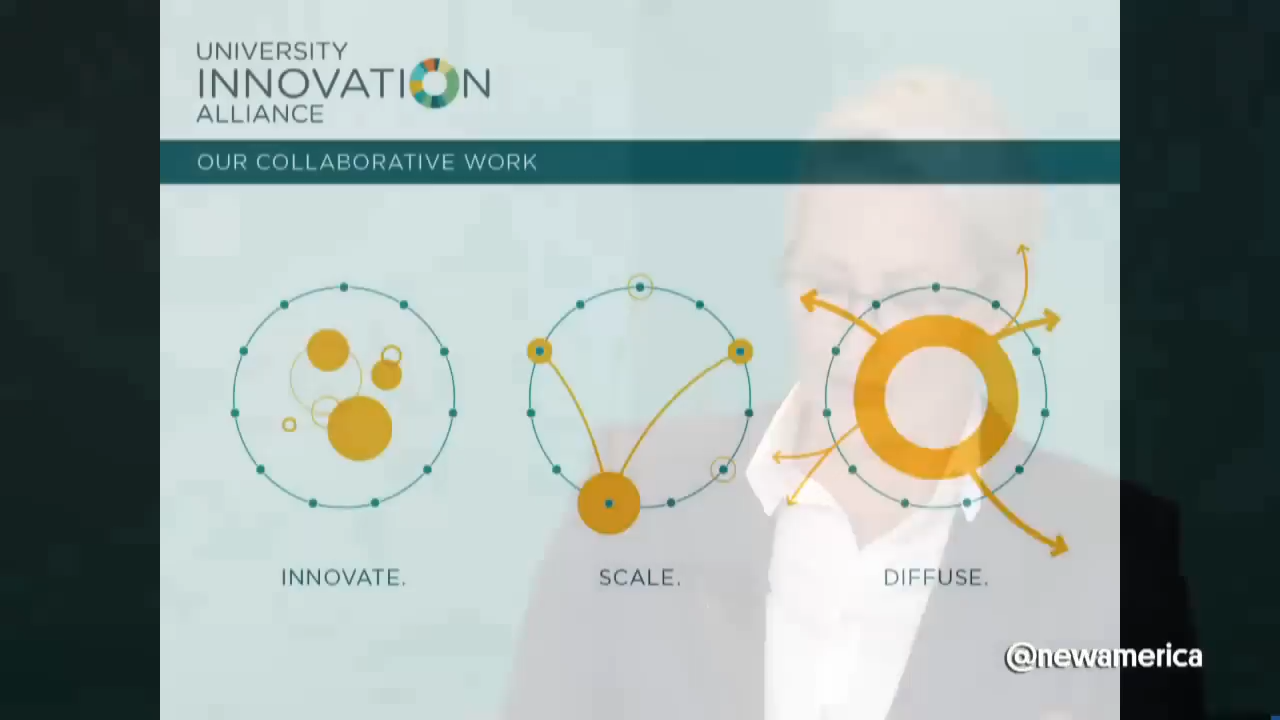 UNIVERSITY
INNOVATION
ALLIANCE
OUR COLLABORATIVE WORK
INNOVATE.
SCALE.
DIFFUSE.
@newamerica